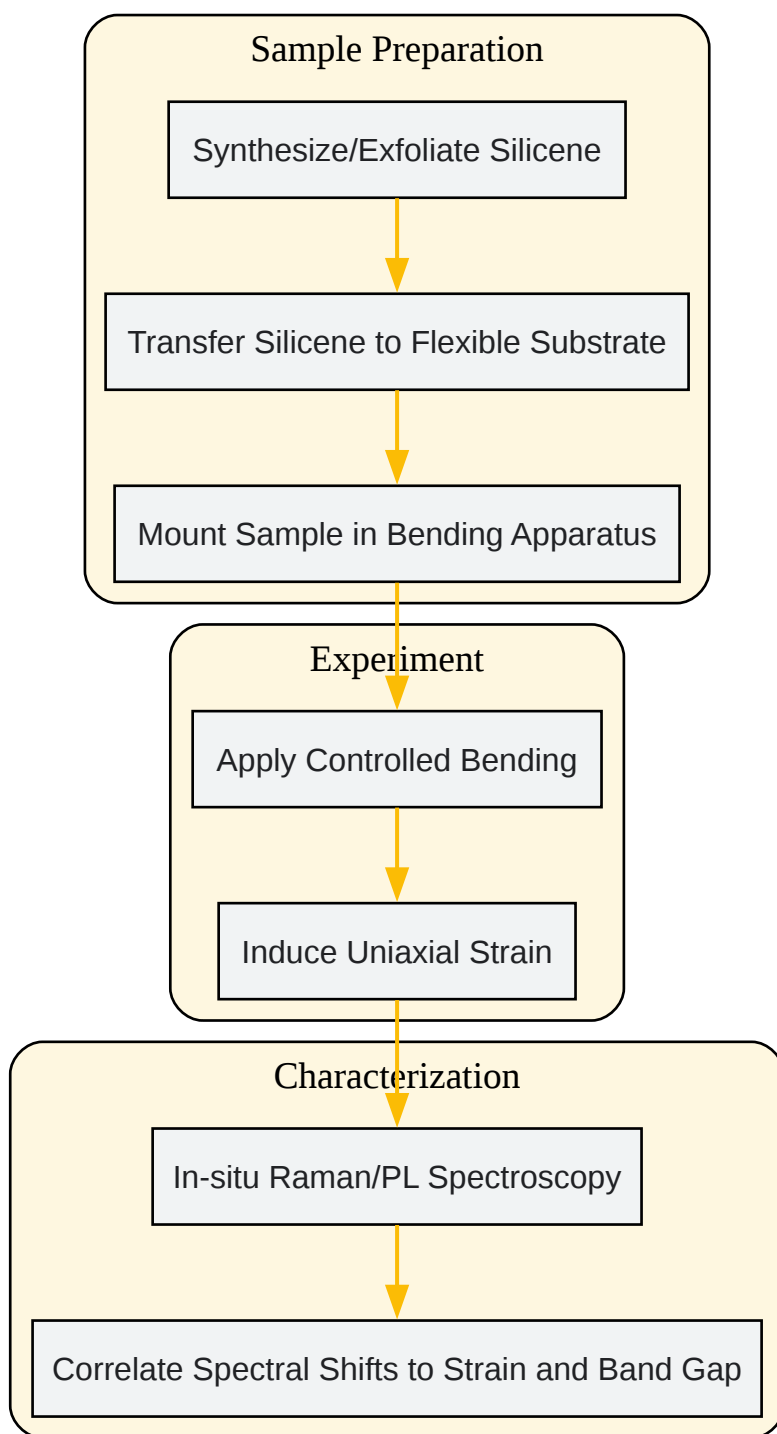 Sample Preparation
Synthesize/Exfoliate Silicene
Transfer Silicene to Flexible Substrate
Mount Sample in Bending Apparatus
Experiment
Apply Controlled Bending
Induce Uniaxial Strain
Characterization
In-situ Raman/PL Spectroscopy
Correlate Spectral Shifts to Strain and Band Gap